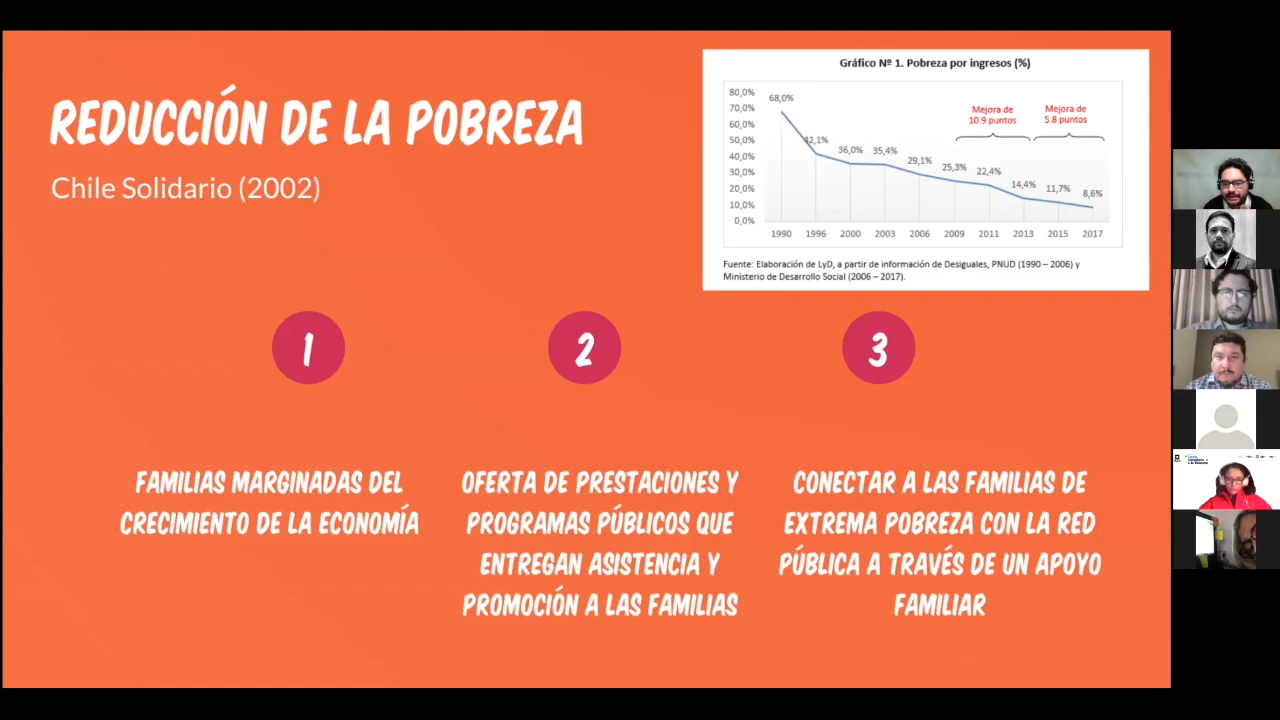 REDUCCIÓN DE LA POBREZA
Chile Solidario (2002)
Gráfico Nº 1. Pobreza por ingresos (%)
80,0%
70,0%
60,0%
50,0%
40,0%
30,0%
20,0%
10,0%
0,0%
68,0%
42,1%
36,0%
35,4%
29,1%
25,3%
22,4%
14,4%
11,7%
8,6%
Mejora de
10.9 puntos
Mejora de
5.8 puntos
1990 1996 2000 2003 2006 2009 2011 2013 2015 2017
Fuente: Elaboración de LyD, a partir de información de Desiguales, PNUD (1990 – 2006) y
Ministerio de Desarrollo Social (2006 – 2017).
1
FAMILIAS MARGINADAS DEL
CRECIMIENTO DE LA ECONOMÍA
2
OFERTA DE PRESTACIONES Y
PROGRAMAS PÚBLICOS QUE
ENTREGAN ASISTENCIA Y
PROMOCIÓN A LAS FAMILIAS
3
CONECTAR A LAS FAMILIAS DE
EXTREMA POBREZA CON LA RED
PÚBLICA A TRAVÉS DE UN APOYO
FAMILIAR